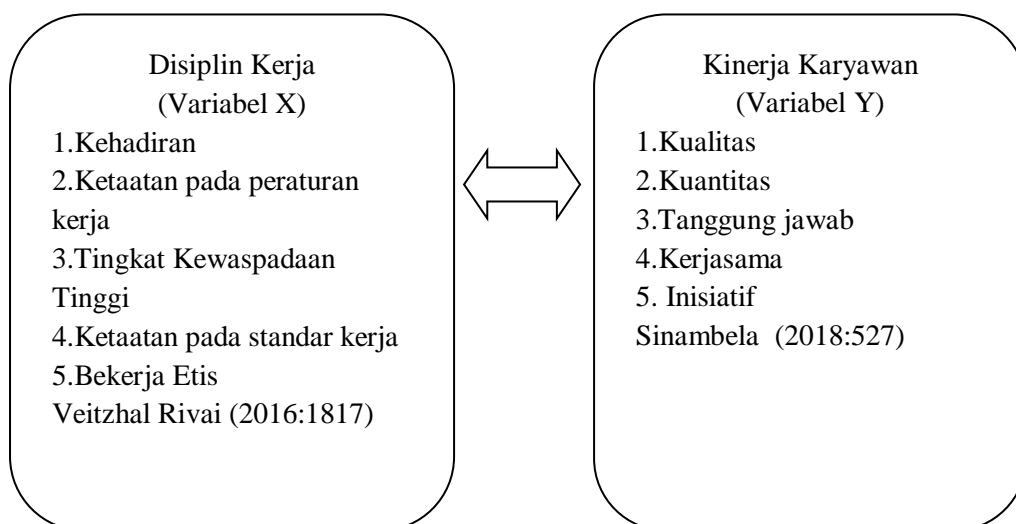 Disiplin Kerja
(Variabel X)
1.Kehadiran
2.Ketaatan pada peraturan
kerja
3.Tingkat Kewaspadaan
Tinggi
4.Ketaatan pada standar kerja
5.Bekerja Etis
Veitzhal Rivai (2016:1817)
Kinerja Karyawan
(Variabel Y)
1.Kualitas
2.Kuantitas
3.Tanggung jawab
4.Kerjasama
5. Inisiatif
Sinambela (2018:527)